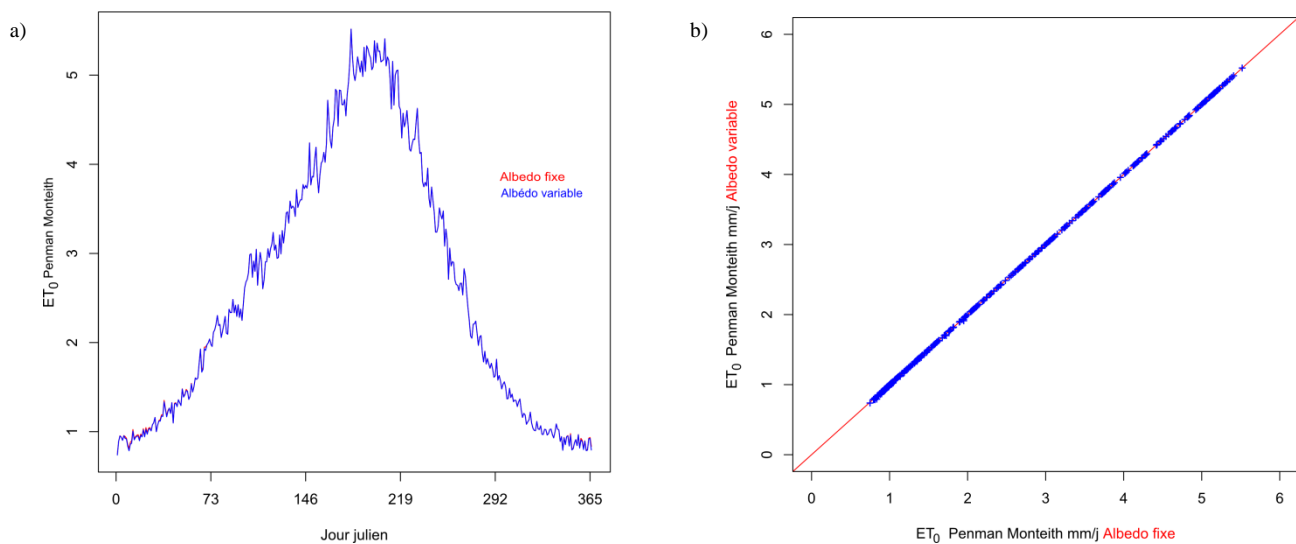 a)
ET0 Penman Monteith
5
4
3
2
1
Albedo fixe
Albédo variable
0 73 146 219 292 365
Jour julien
b)
ET0 Penman Monteith mm/j Albedo variable
6
5
4
3
2
1
0
0 1 2 3 4 5 6
ET0 Penman Monteith mm/j Albedo fixe